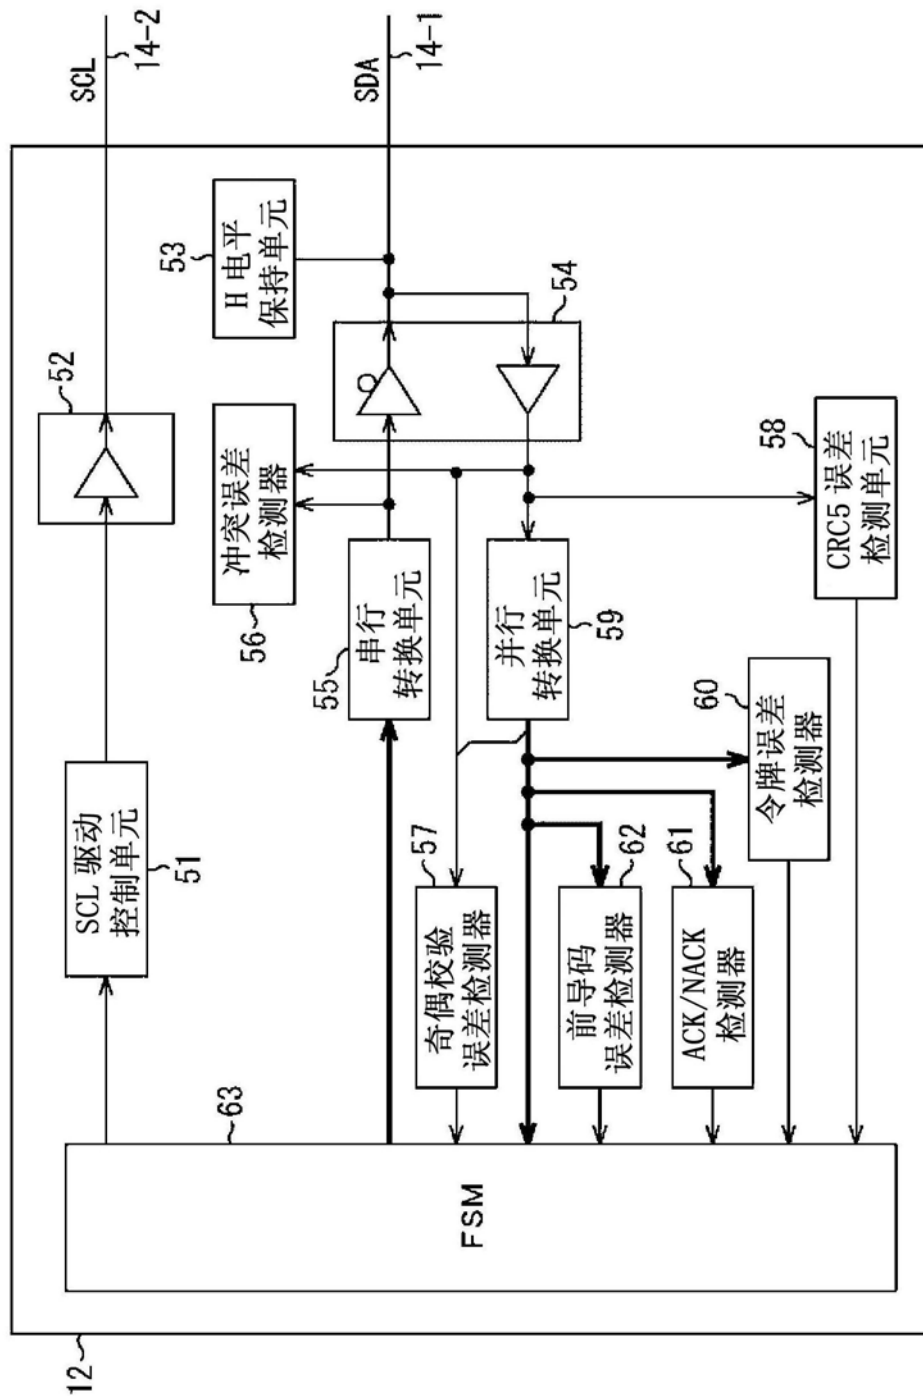 12
63
FSM
SCL 驱动
控制单元
51
52
SCL
14-2
H 电平
保持单元
53
SDA
14-1
冲突误差
检测器
56
串行
转换单元
55
54
并行
转换单元
59
奇偶校验
误差检测器
57
前导码
误差检测器
62
ACK/NACK
检测器
61
令牌误差
检测器
60
CRC5 误差
检测单元
58